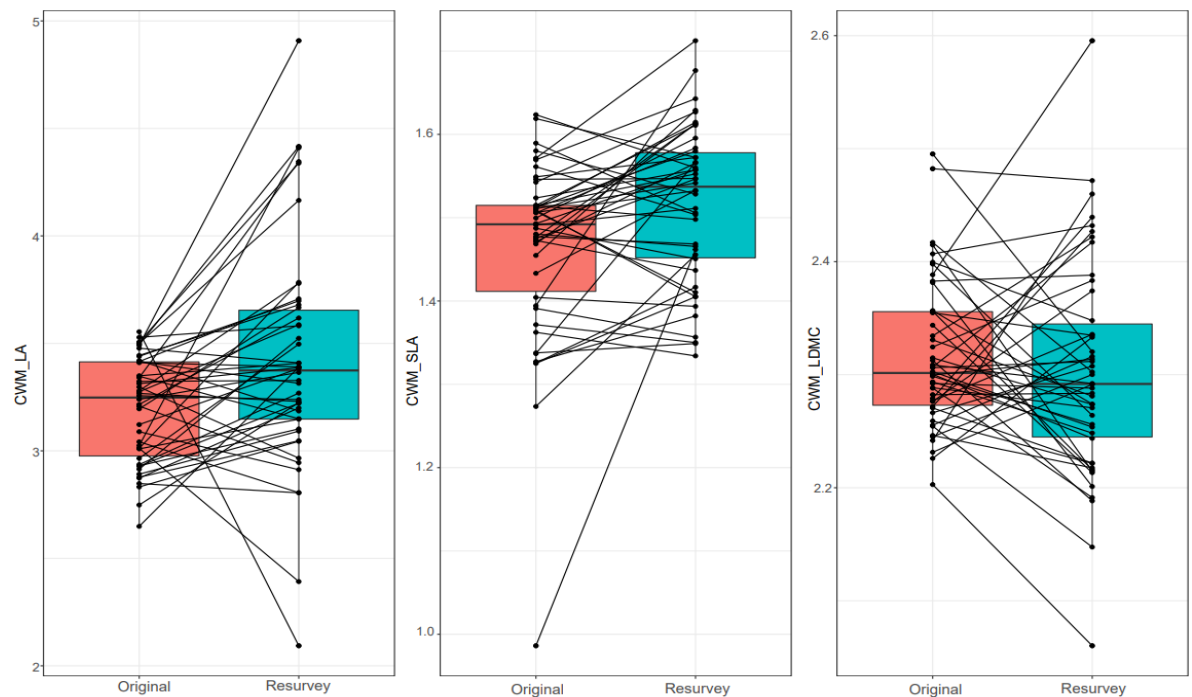 CWM_LA
5
4
3
2
Original
Resurvey
CWM_SLA
1.6
1.4
1.2
1.0
Original
Resurvey
CWM_LDMC
2.6
2.4
2.2
Original
Resurvey